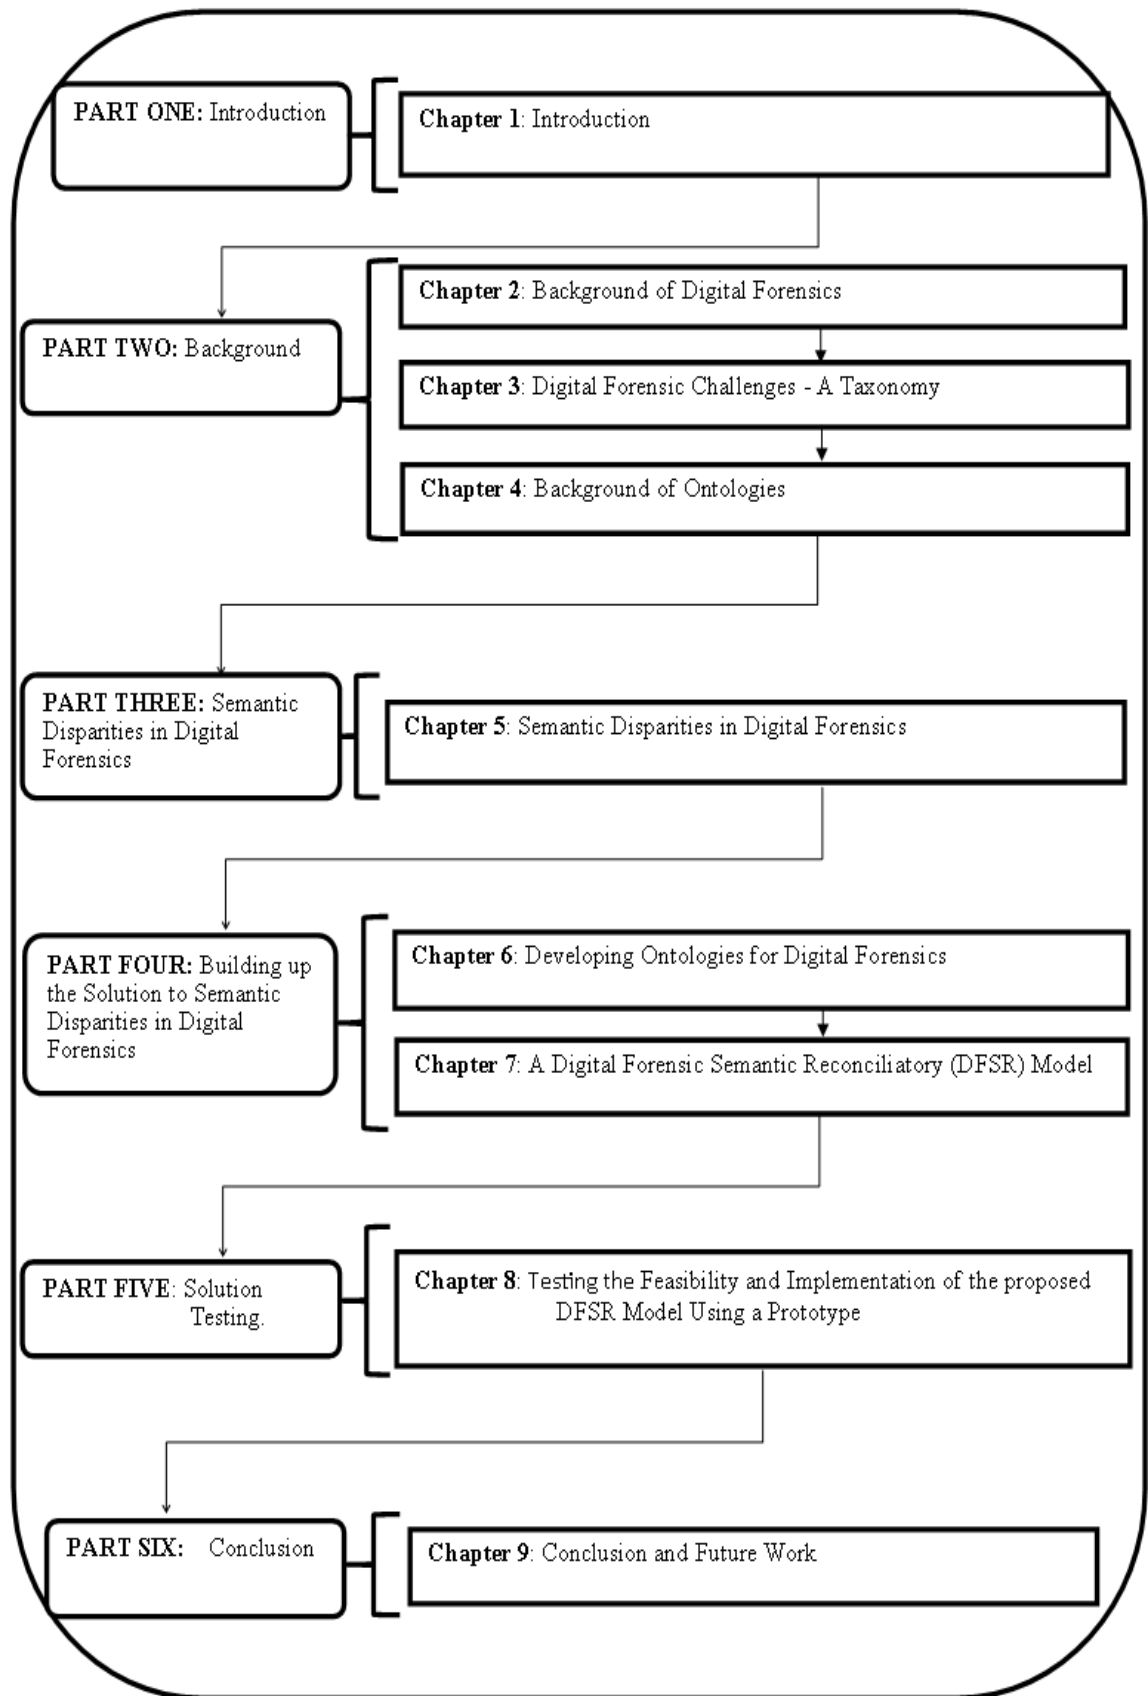 PART ONE: Introduction
Chapter 1: Introduction
PART TWO: Background
Chapter 2: Background of Digital Forensics
Chapter 3: Digital Forensic Challenges - A Taxonomy
Chapter 4: Background of Ontologies
PART THREE: Semantic
Disparities in Digital
Forensics
Chapter 5: Semantic Disparities in Digital Forensics
PART FOUR: Building up
the Solution to Semantic
Disparities in Digital
Forensics
Chapter 6: Developing Ontologies for Digital Forensics
Chapter 7: A Digital Forensic Semantic Reconciliatory (DFSR) Model
PART FIVE: Solution
Testing.
Chapter 8: Testing the Feasibility and Implementation of the proposed
DFSR Model Using a Prototype
PART SIX: Conclusion
Chapter 9: Conclusion and Future Work